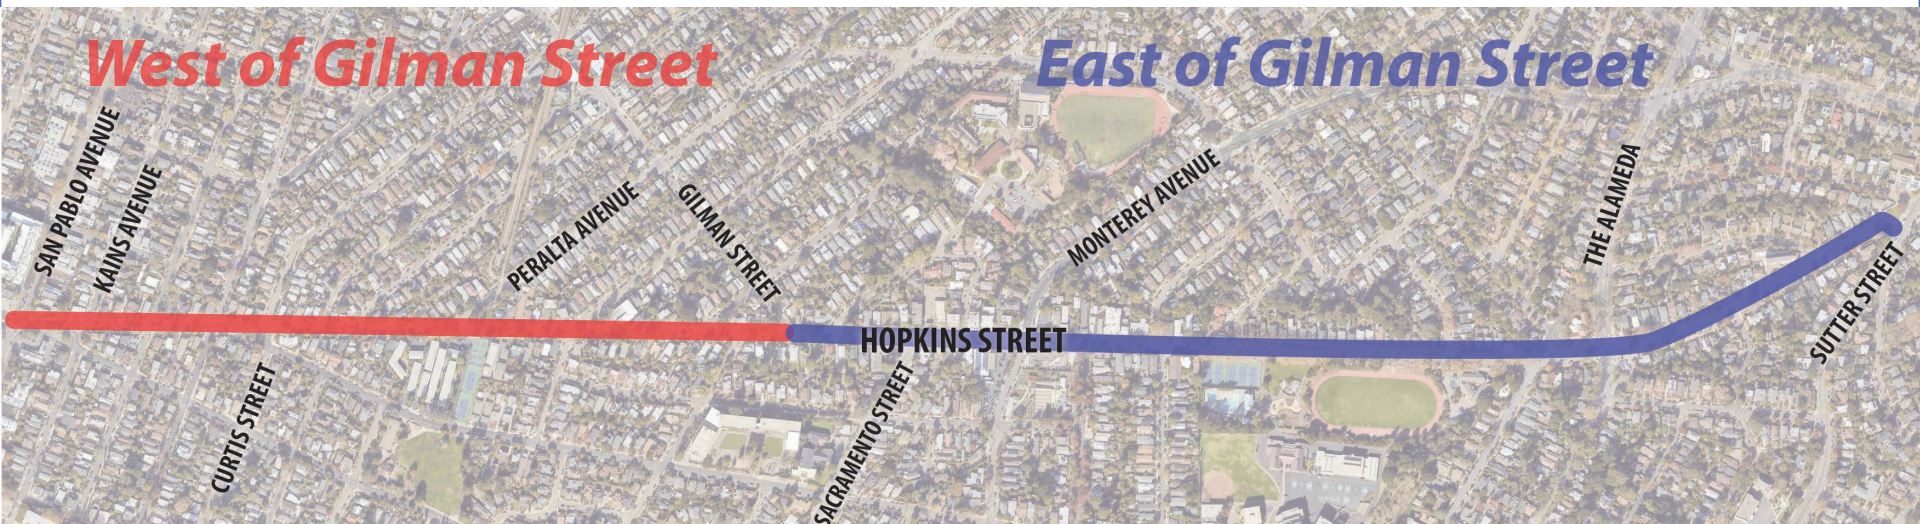 West of Gilman Street
East of Gilman Street
SAN PABLO AVENUE
KAINS AVENUE
CURTIS STREET
PERALTA AVENUE
GILMAN STREET
HOPKINS STREET
SACRAMENTO STREET
MONTEREY AVENUE
THE ALAMEDA
SUTTER STREET